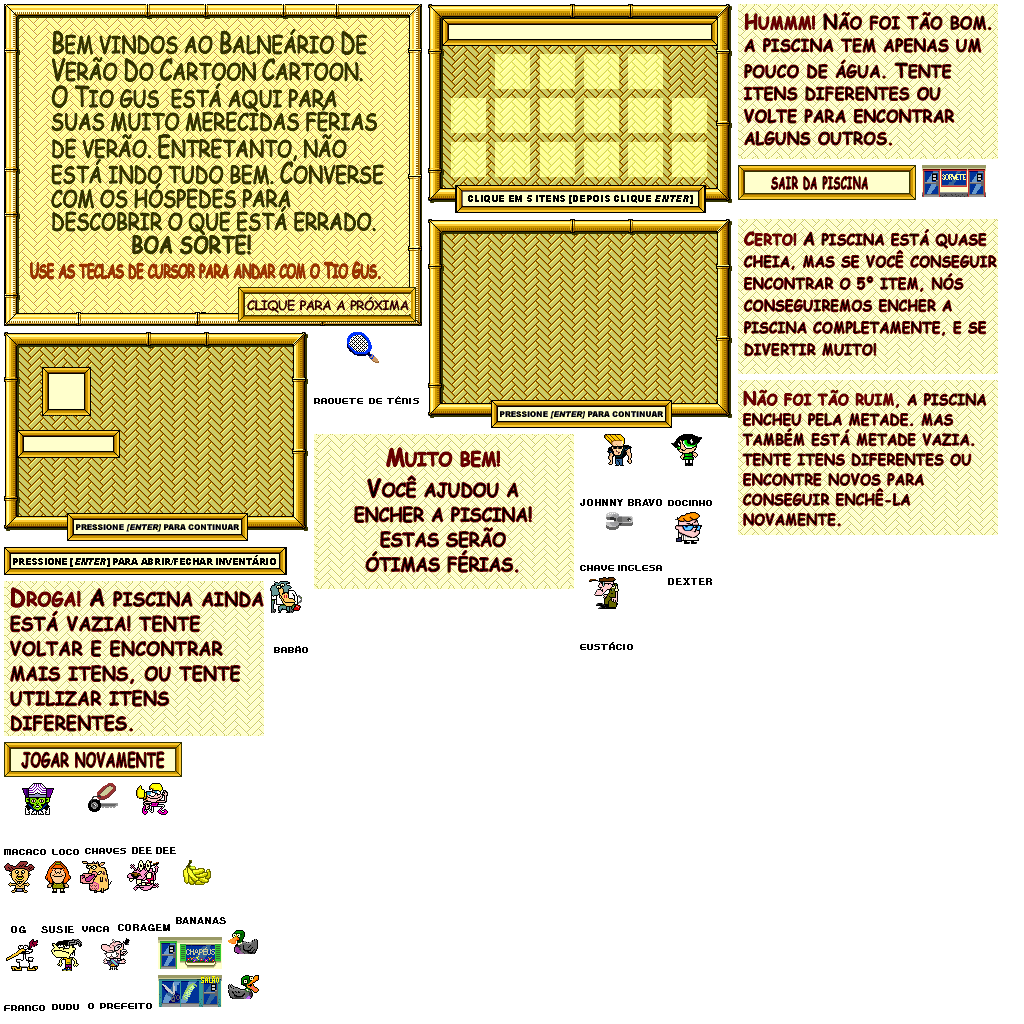 BEM VINDOS AO BALNEÁRIO DE
VERÃO DO CARTOON CARTOON.
O TIO GUS ESTÁ AQUI PARA
SUAS MUITO MERECIDAS FÉRIAS
DE VERÃO. ENTRETANTO, NÃO
ESTÁ INDO TUDO BEM. CONVERSE
COM OS HÓSPEDES PARA
DESCOBRIR O QUE ESTÁ ERRADO.
BOA SORTE!
USE AS TECLAS DE CURSOR PARA ANDAR COM O TIO GUS.
CLIQUE PARA A PRÓXIMA
CLIQUE EM 5 ITENS [DEPOIS CLIQUE ENTER]
HUMMM! NÃO FOI TÃO BOM.
A PISCINA TEM APENAS UM
POUCO DE ÁGUA. TENTE
ITENS DIFERENTES OU
VOLTE PARA ENCONTRAR
ALGUNS OUTROS.
SAIR DA PISCINA
SORVETE
CERTO! A PISCINA ESTÁ QUASE
CHEIA, MAS SE VOCÊ CONSEGUIR
ENCONTRAR O 5º ITEM, NÓS
CONSEGUIREMOS ENCHER A
PISCINA COMPLETAMENTE, E SE
DIVERTIR MUITO!
RAQUETE DE TÊNIS
PRESSIONE [ENTER] PARA CONTINUAR
NÃO FOI TÃO RUIM, A PISCINA
ENCHEU PELA METADE. MAS
TAMBÉM ESTÁ METADE VAZIA.
TENTE ITENS DIFERENTES OU
ENCONTRE NOVOS PARA
CONSEGUIR ENCHÊ-LA
NOVAMENTE.
PRESSIONE [ENTER] PARA CONTINUAR
MUITO BEM!
VOCÊ AJUDOU A
ENCHER A PISCINA!
ESTAS SERÃO
ÓTIMAS FÉRIAS.
JOHNNY BRAVO
DOCINHO
CHAVE INGLESA
DEXTER
EUSTÁCIO
PRESSIONE [ENTER] PARA ABRIR/FECHAR INVENTÁRIO
DROGA! A PISCINA AINDA
ESTÁ VAZIA! TENTE
VOLTAR E ENCONTRAR
MAIS ITENS, OU TENTE
UTILIZAR ITENS
DIFERENTES.
BABÃO
JOGAR NOVAMENTE
MACACO LOCO
CHAVES
DEE DEE
OG
SUSIE
VACA
CORAGEM
BANANAS
CHAPÉUS
SALÃO
FRANGO
DUDU
O PREFEITO